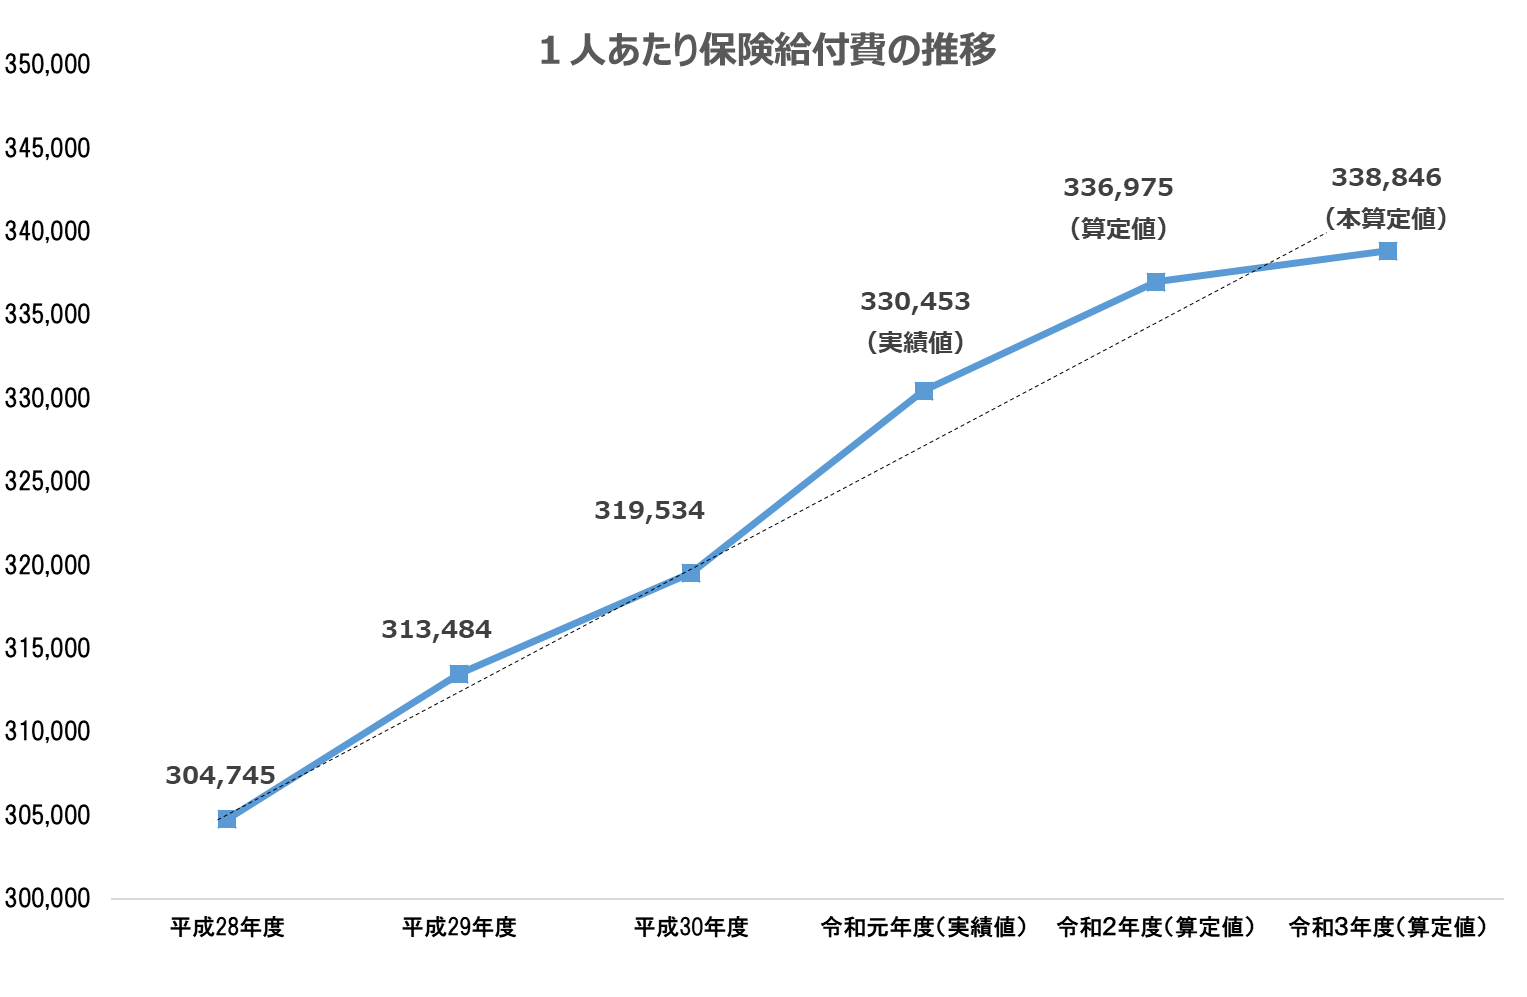 １人あたり保険給付費の推移
350,000
345,000
340,000
335,000
330,000
325,000
320,000
315,000
310,000
305,000
300,000
304,745
313,484
319,534
330,453
（実績値）
336,975
（算定値）
338,846
（本算定値）
平成28年度
平成29年度
平成30年度
令和元年度（実績値）
令和２年度（算定値）
令和３年度（算定値）